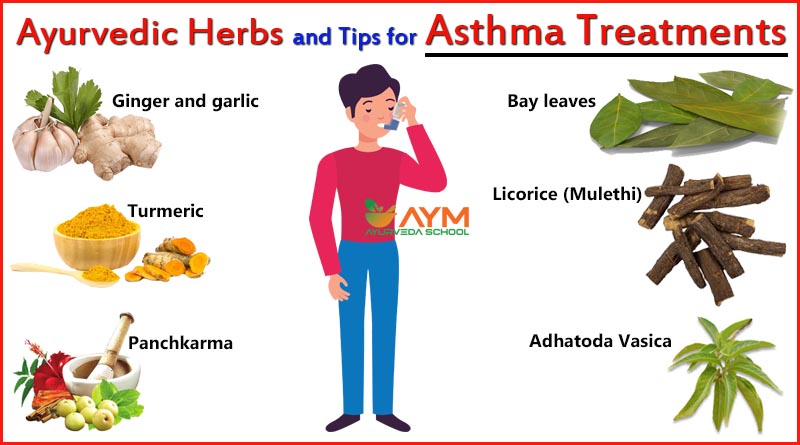 Ayurvedic Herbs and Tips for Asthma Treatments
Ginger and garlic
Bay leaves
Licorice (Mulethi)
Turmeric
AYM
AYURVEDA SCHOOL
Panchkarma
Adhatoda Vasica